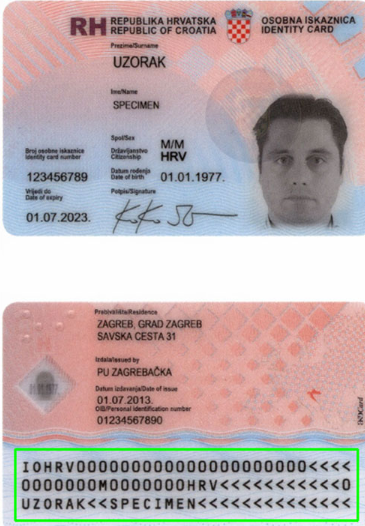 RH REPUBLIKA HRVATSKA
REPUBLIC OF CROATIA
OSOBNA ISKAZNICA
IDENTITY CARD
Prezime/Surname
UZORAK
Ime/Name
SPECIMEN
Spol/Sex
M/M
Državljanstvo
Citizenship
HRV
Broj osobne iskaznice
Identity card number
123456789
Datum rođenja
Date of birth
01.01.1977.
Vrijedi do
Date of expiry
01.07.2023.
Potpis/Signature
Prebivalište/Residence
ZAGREB, GRAD ZAGREB
SAVSKA CESTA 31
Izdala/Issued by
PU ZAGREBAČKA
Datum izdavanja/Date of issue
01.07.2013.
OIB/Personal identification number
01234567890
IOHRV0000000000000000000000<<<<
0000000M0000000HRV<<<<<<<<<<<0
UZORAK<<SPECIMEN<<<<<<<<<<<<<<